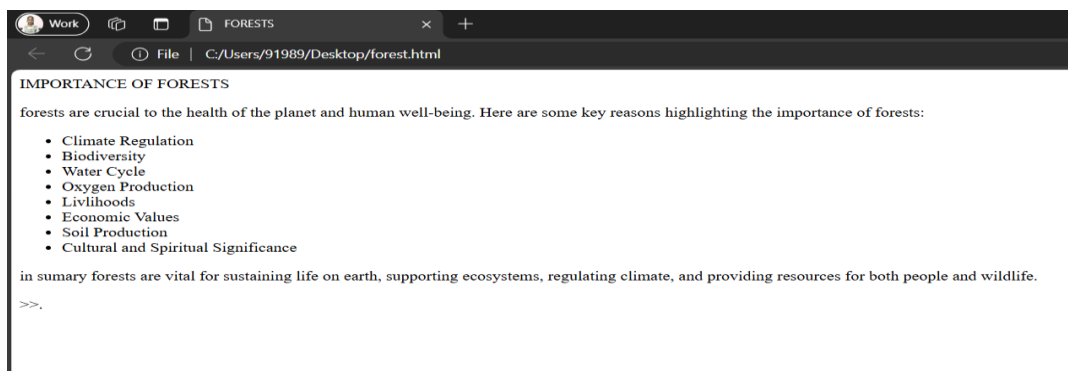 Work
FORESTS
File | C:/Users/91989/Desktop/forest.html
IMPORTANCE OF FORESTS
forests are crucial to the health of the planet and human well-being. Here are some key reasons highlighting the importance of forests:
• Climate Regulation
• Biodiversity
• Water Cycle
• Oxygen Production
• Livlihoods
• Economic Values
• Soil Production
• Cultural and Spiritual Significance
in sumary forests are vital for sustaining life on earth, supporting ecosystems, regulating climate, and providing resources for both people and wildlife.
>>.